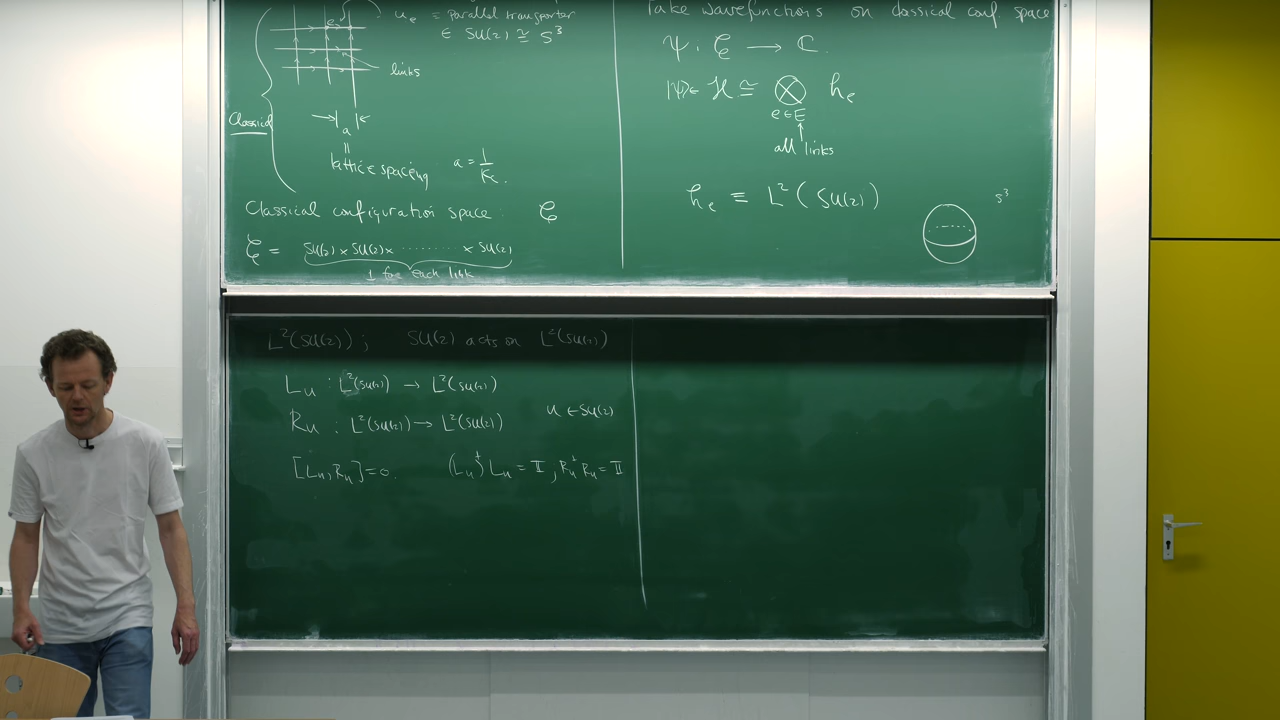 u_e = parallel transporter
∈ SU(2) ≅ S³
e
links
Classical
a
||
lattice spacing a = 1/K_c.
Classical configuration space: 𝒞
𝒞 = SU(2) × SU(2) × ......... × SU(2)
1 for each link
Take wavefunctions on classical conf. space
Ψ : 𝒞 → ℂ.
|Ψ⟩ ∈ ℋ ≅ ⊗ h_e
e∈E
all links
h_e ≡ L²(SU(2))
S³
L²(SU(2)); SU(2) acts on L²(SU(2))
L_u : L²(SU(2)) → L²(SU(2))
R_u : L²(SU(2)) → L²(SU(2)) u ∈ SU(2)
[L_u, R_u] = 0. (L_u)† L_u = 𝕀, R_u† R_u = 𝕀